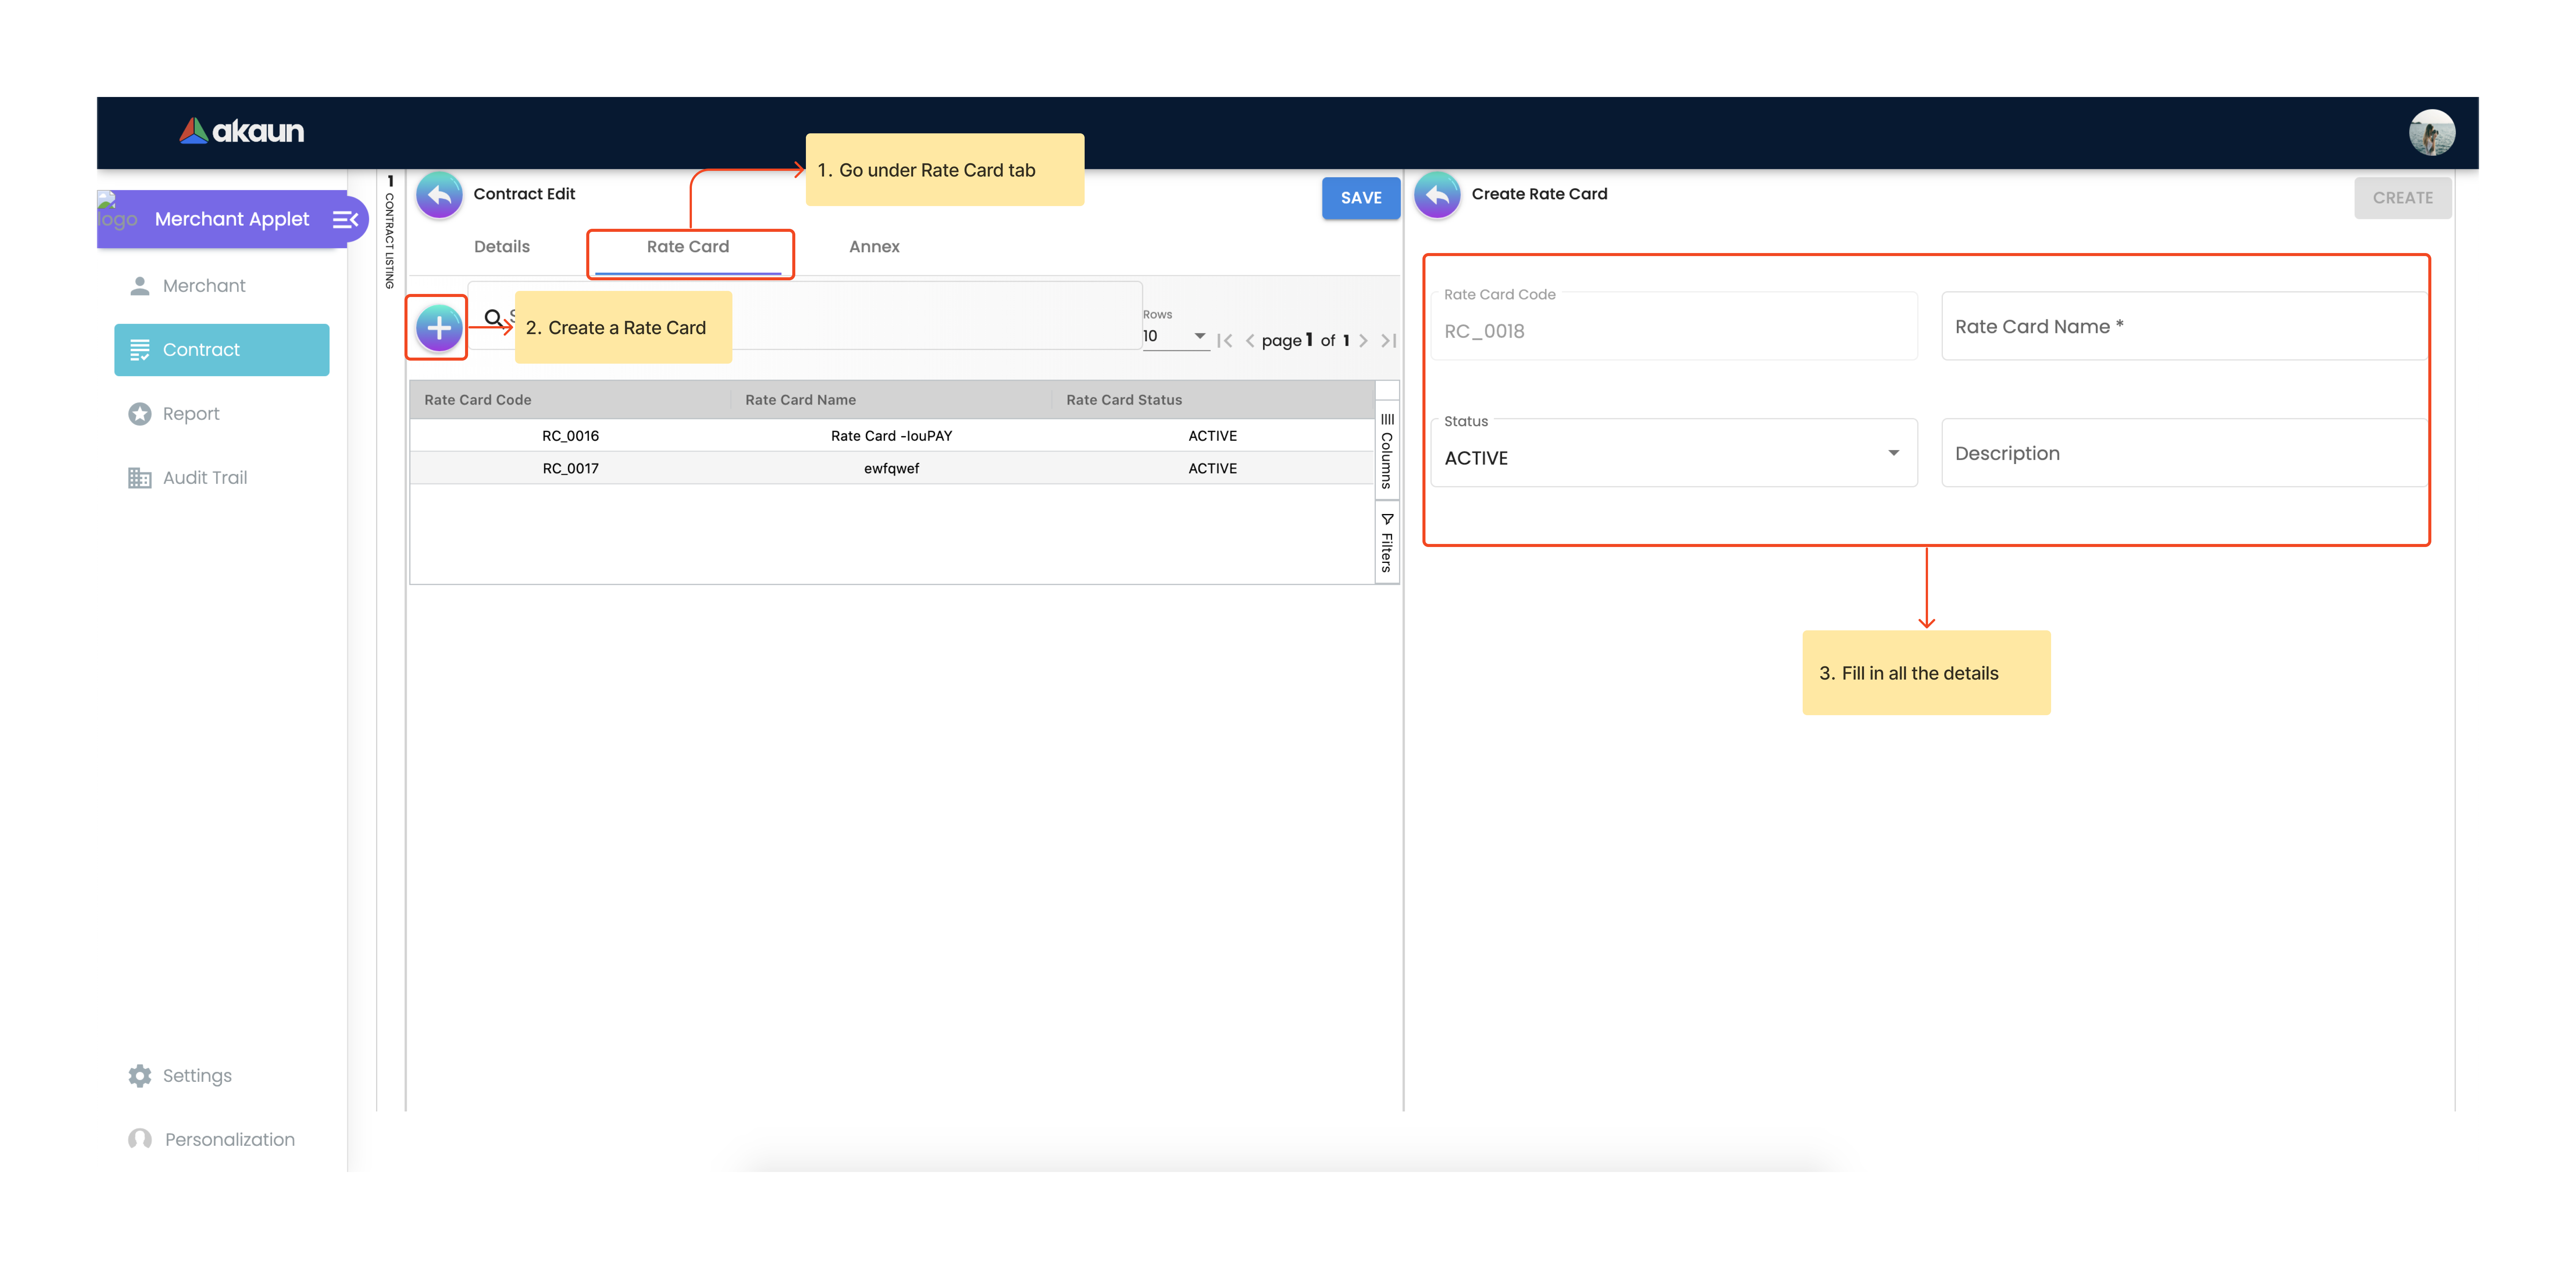 akaun
logo
Merchant Applet
Merchant
Contract
Report
Audit Trail
Settings
Personalization
1 CONTRACT LISTING
Contract Edit
SAVE
1. Go under Rate Card tab
Details
Rate Card
Annex
S
2. Create a Rate Card
Rows
10
page 1 of 1
Rate Card Code
Rate Card Name
Rate Card Status
RC_0016
Rate Card -IouPAY
ACTIVE
RC_0017
ewfqwef
ACTIVE
Columns
Filters
Create Rate Card
CREATE
Rate Card Code
RC_0018
Rate Card Name *
Status
ACTIVE
Description
3. Fill in all the details